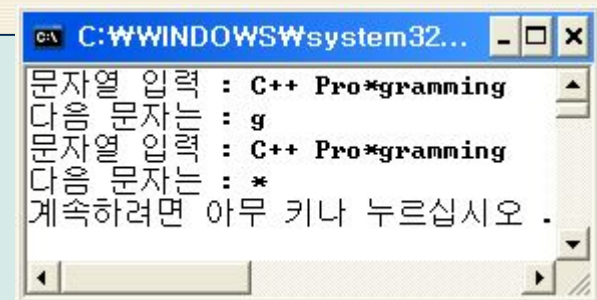 C:\WINDOWS\system32...
문자열 입력 : C++ Pro*gramming
다음 문자는 : g
문자열 입력 : C++ Pro*gramming
다음 문자는 : *
계속하려면 아무 키나 누르십시오 .